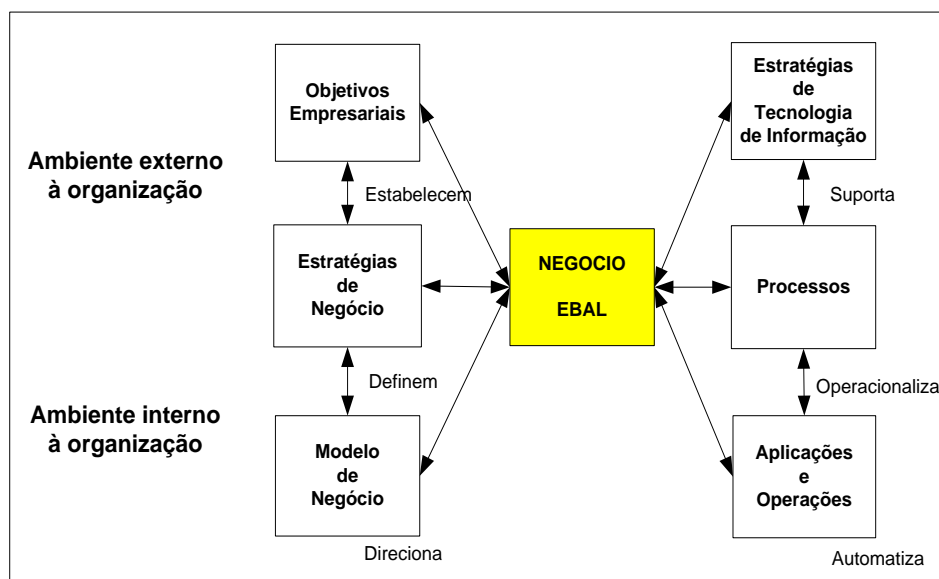 Ambiente externo
à organização
Ambiente interno
à organização
Objetivos
Empresariais
Estabelecem
Estratégias
de
Negócio
Definem
Modelo
de
Negócio
Direciona
NEGOCIO
EBAL
Estratégias
de
Tecnologia
de Informação
Suporta
Processos
Operacionaliza
Aplicações
e
Operações
Automatiza